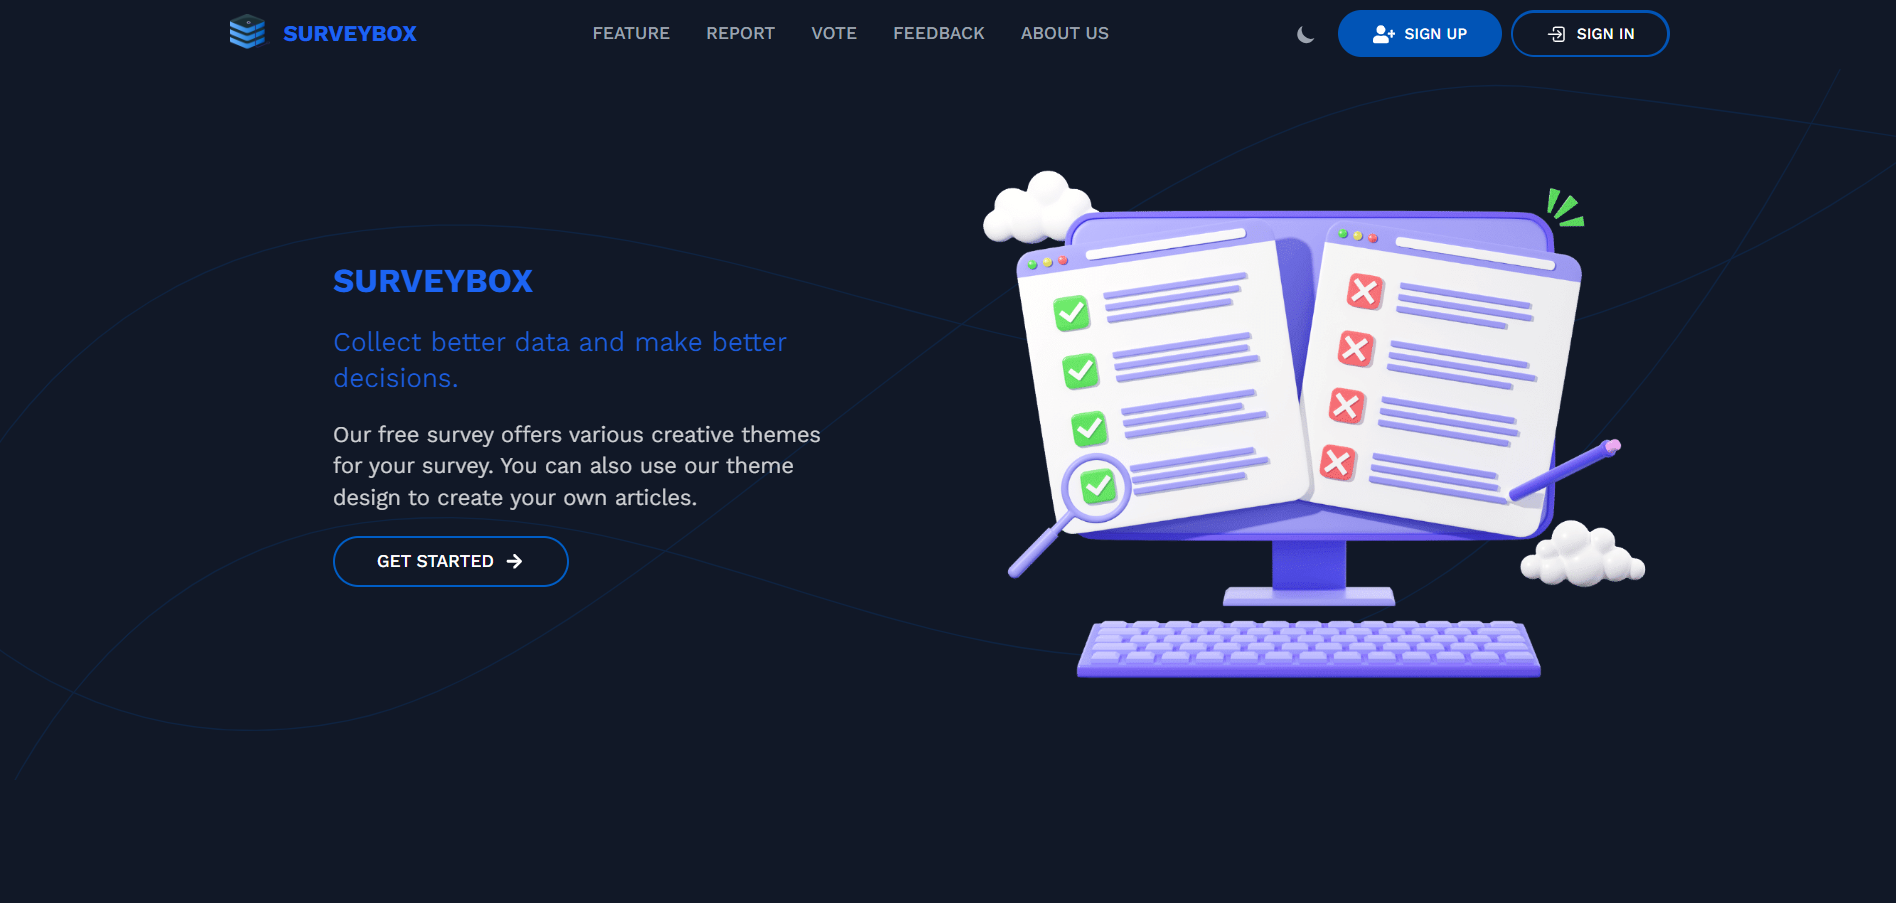 SURVEYBOX
FEATURE
REPORT
VOTE
FEEDBACK
ABOUT US
SIGN UP
SIGN IN
SURVEYBOX
Collect better data and make better
decisions.
Our free survey offers various creative themes
for your survey. You can also use our theme
design to create your own articles.
GET STARTED